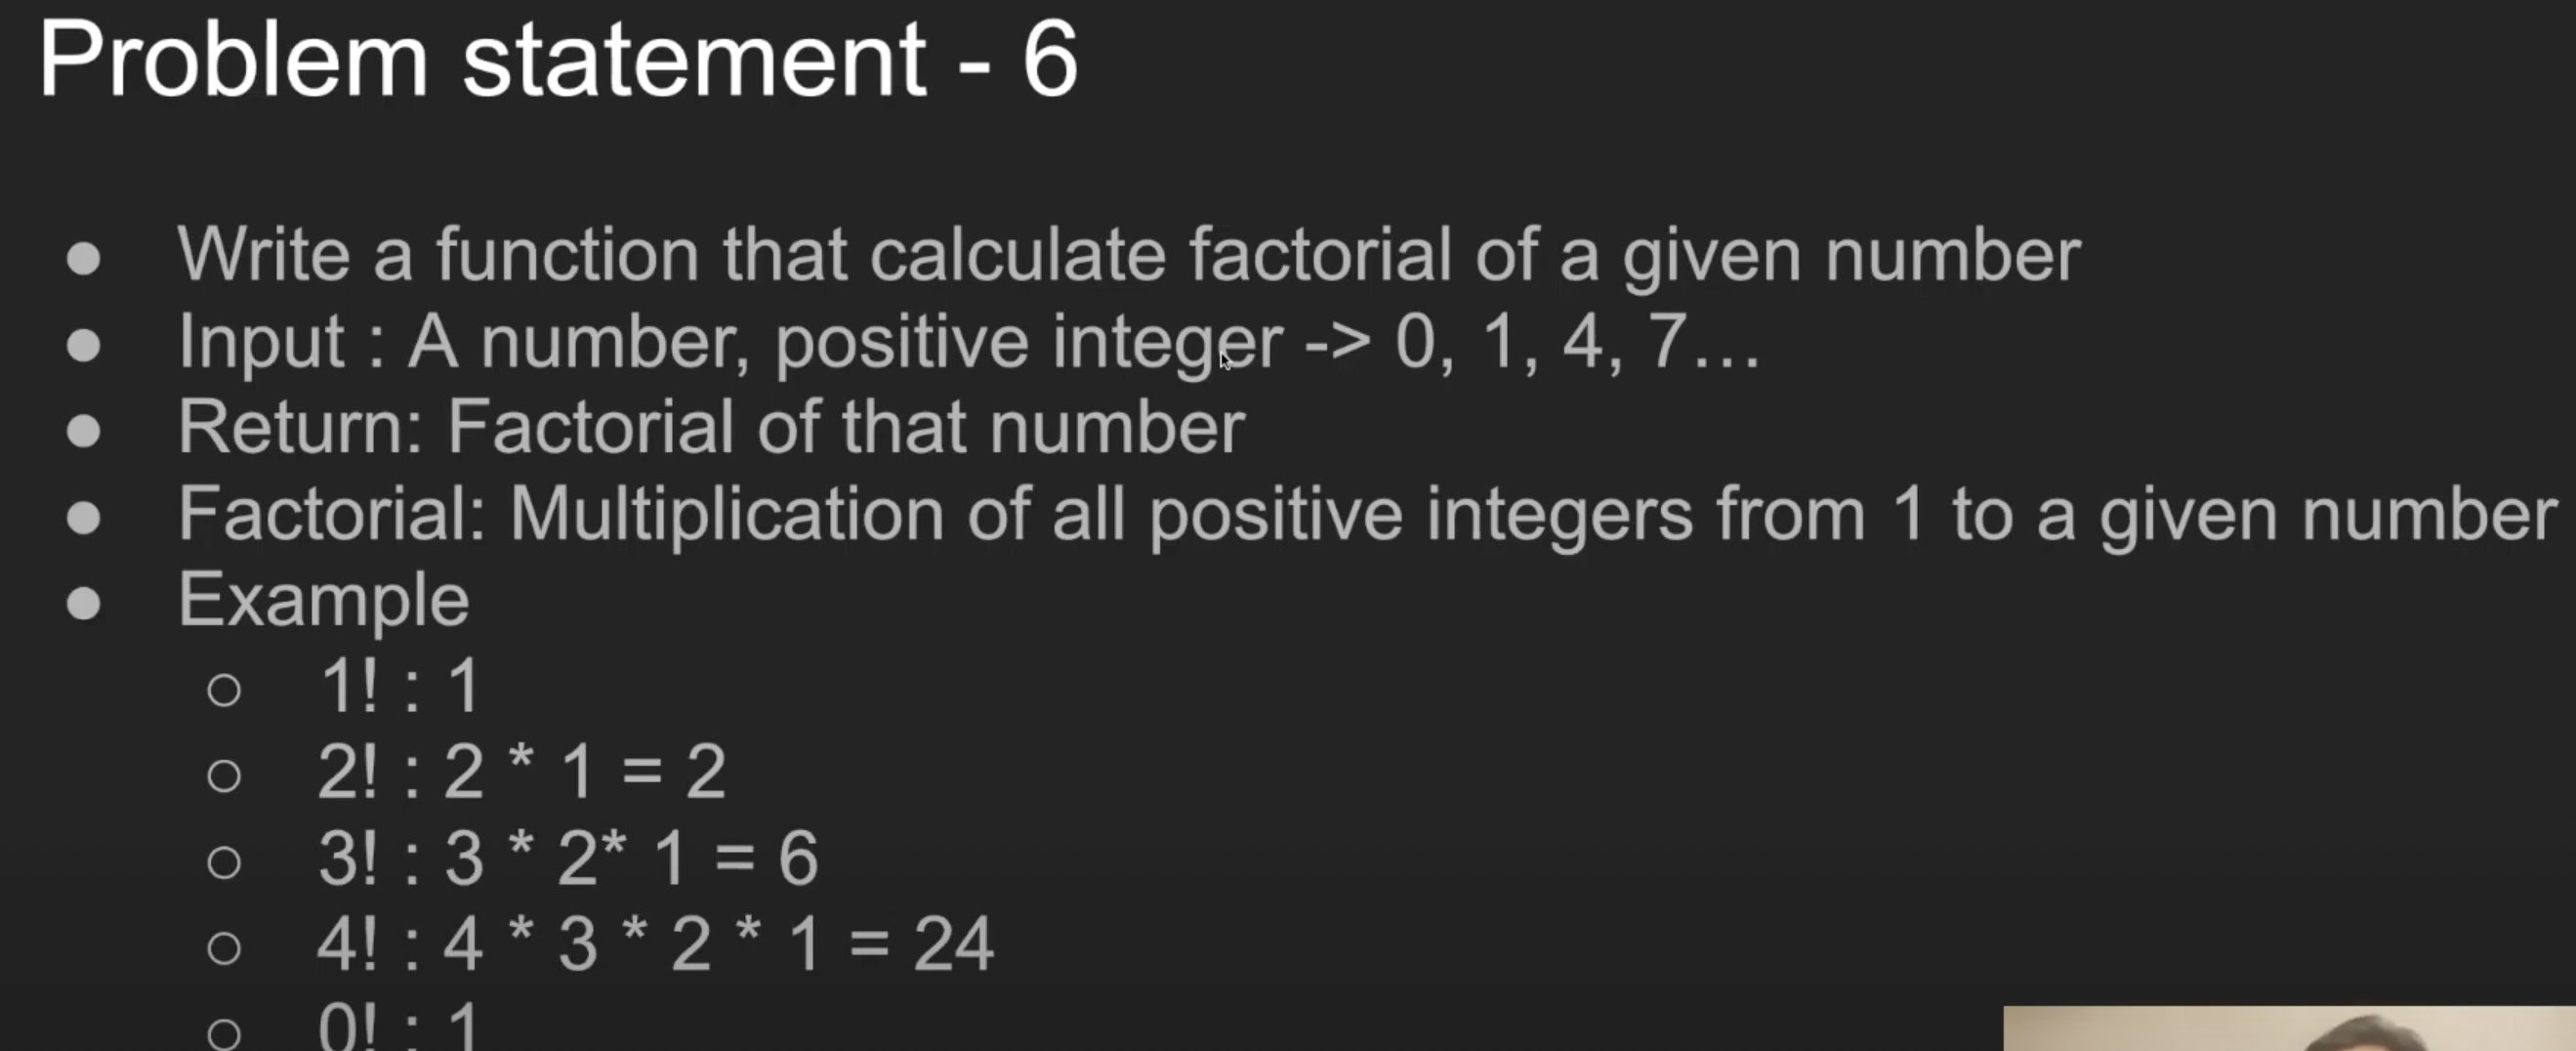 Problem statement - 6
● Write a function that calculate factorial of a given number
● Input : A number, positive integer -> 0, 1, 4, 7...
● Return: Factorial of that number
● Factorial: Multiplication of all positive integers from 1 to a given number
● Example
○ 1! : 1
○ 2! : 2 * 1 = 2
○ 3! : 3 * 2* 1 = 6
○ 4! : 4 * 3 * 2 * 1 = 24
○ 0! : 1